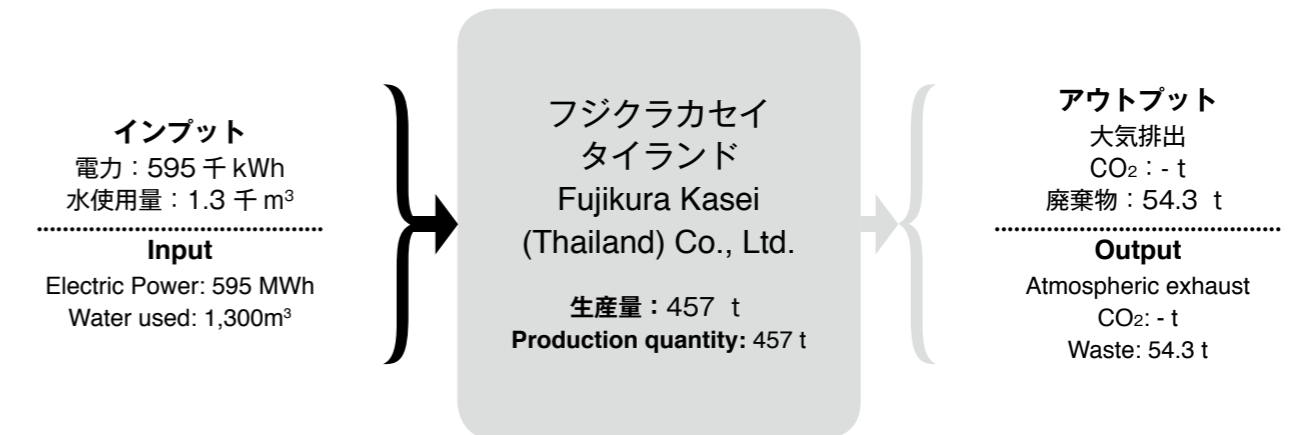 インプット
電力：595 千 kWh
水使用量：1.3 千 m³
Input
Electric Power: 595 MWh
Water used: 1,300m³
フジクラカセイ
タイランド
Fujikura Kasei
(Thailand) Co., Ltd.
生産量：457 t
Production quantity: 457 t
アウトプット
大気排出
CO₂：- t
廃棄物：54.3 t
Output
Atmospheric exhaust
CO₂: - t
Waste: 54.3 t